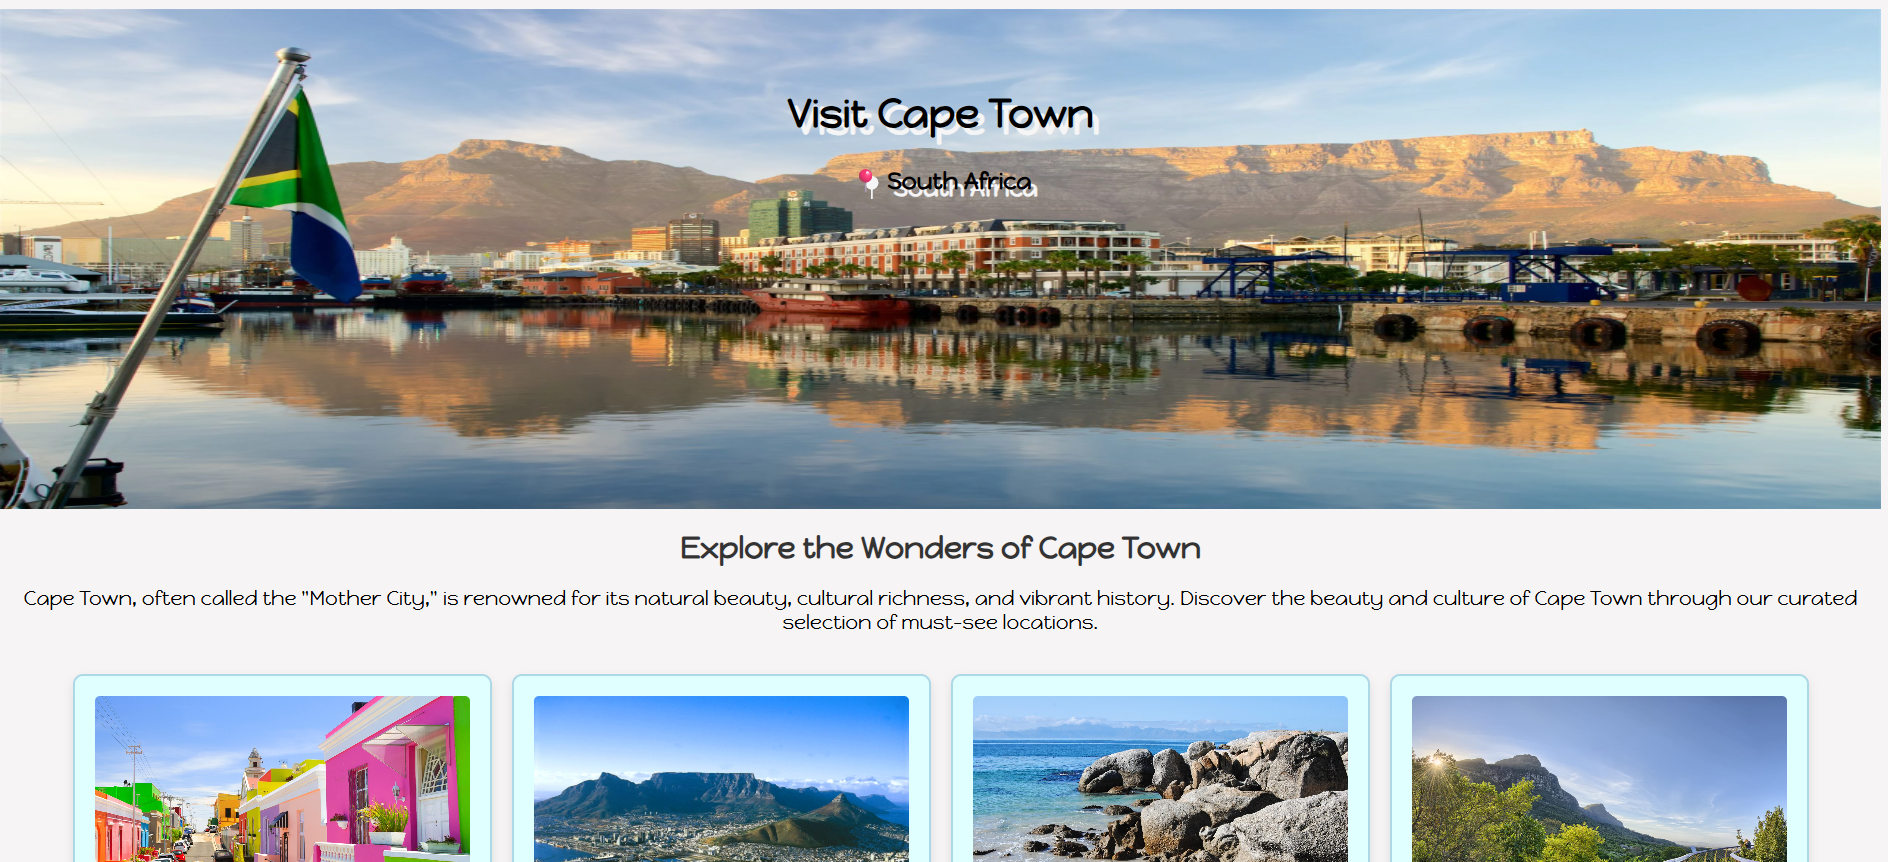 Visit Cape Town
📍 South Africa
Explore the Wonders of Cape Town
Cape Town, often called the "Mother City," is renowned for its natural beauty, cultural richness, and vibrant history. Discover the beauty and culture of Cape Town through our curated
selection of must-see locations.